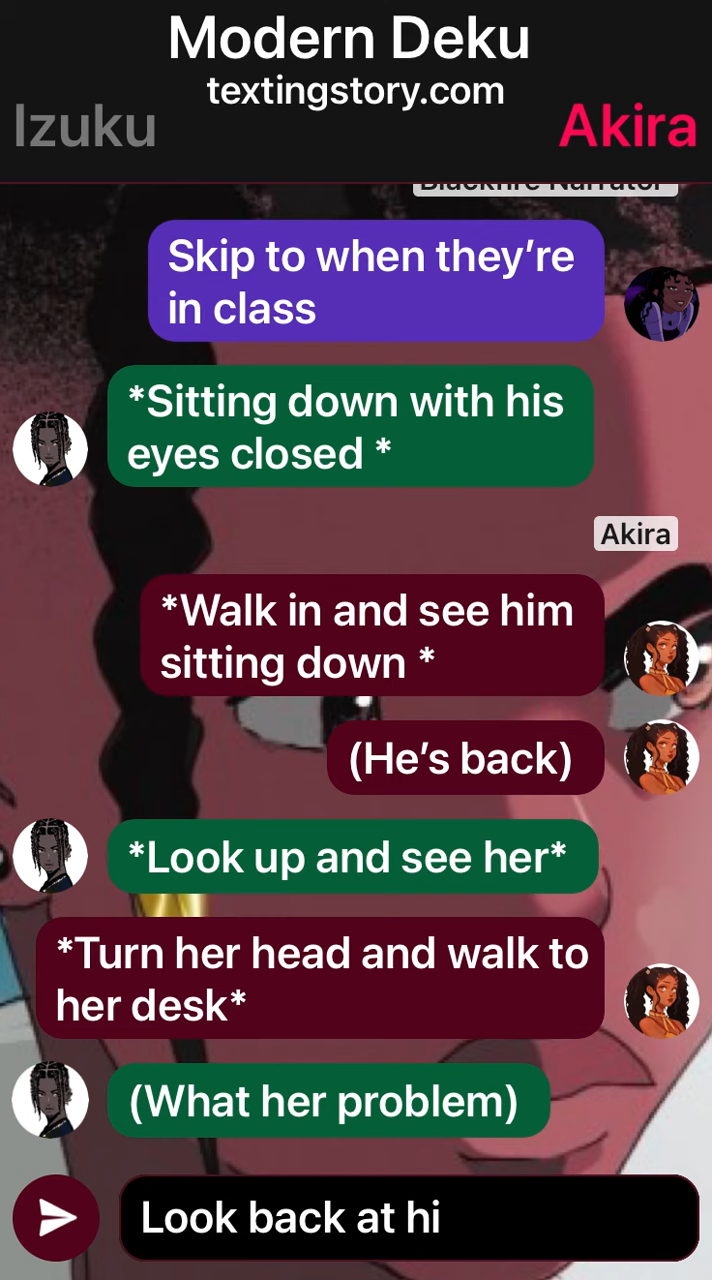 Modern Deku
textingstory.com
Izuku
Akira
Blackfire Narrator
Skip to when they’re
in class
*Sitting down with his
eyes closed *
Akira
*Walk in and see him
sitting down *
(He’s back)
*Look up and see her*
*Turn her head and walk to
her desk*
(What her problem)
Look back at hi